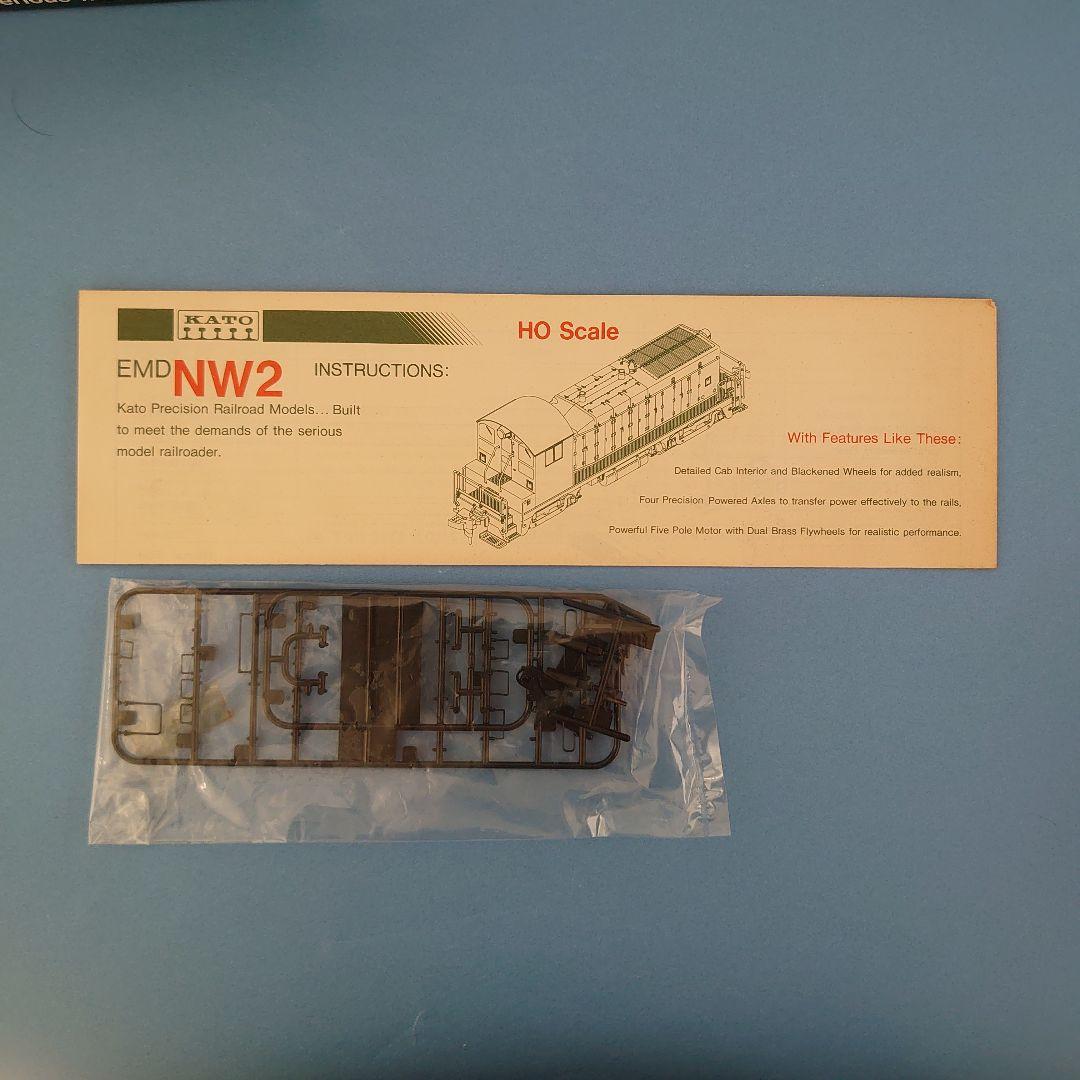 KATO
HO Scale
EMD NW2 INSTRUCTIONS:
Kato Precision Railroad Models... Built
to meet the demands of the serious
model railroader.
With Features Like These:
Detailed Cab Interior and Blackened Wheels for added realism,
Four Precision Powered Axles to transfer power effectively to the rails,
Powerful Five Pole Motor with Dual Brass Flywheels for realistic performance.